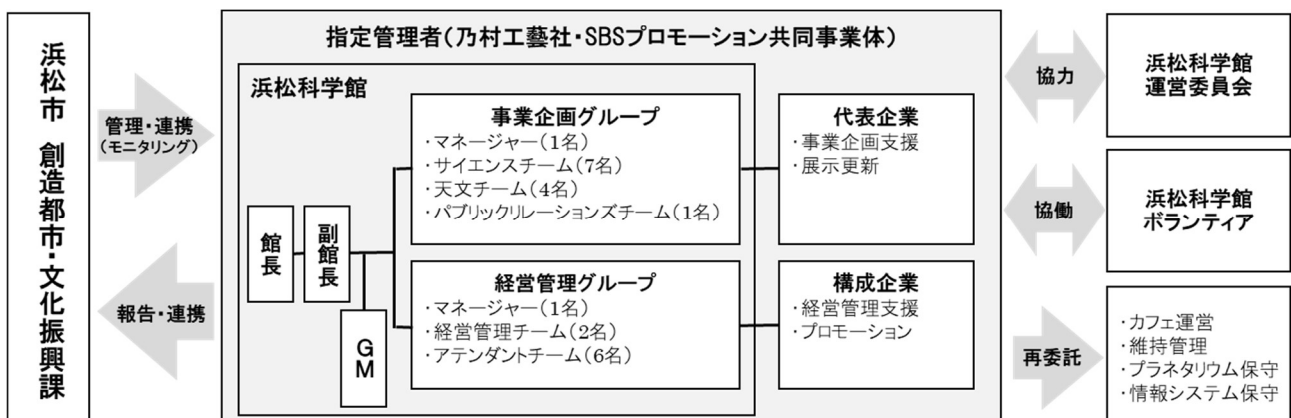 浜松市 創造都市・文化振興課
管理・連携
(モニタリング)
報告・連携
指定管理者(乃村工藝社・SBSプロモーション共同事業体)
浜松科学館
館長
副館長
GM
事業企画グループ
・マネージャー(1名)
・サイエンスチーム(7名)
・天文チーム(4名)
・パブリックリレーションズチーム(1名)
経営管理グループ
・マネージャー(1名)
・経営管理チーム(2名)
・アテンダントチーム(6名)
代表企業
・事業企画支援
・展示更新
構成企業
・経営管理支援
・プロモーション
協力
浜松科学館
運営委員会
協働
浜松科学館
ボランティア
再委託
・カフェ運営
・維持管理
・プラネタリウム保守
・情報システム保守